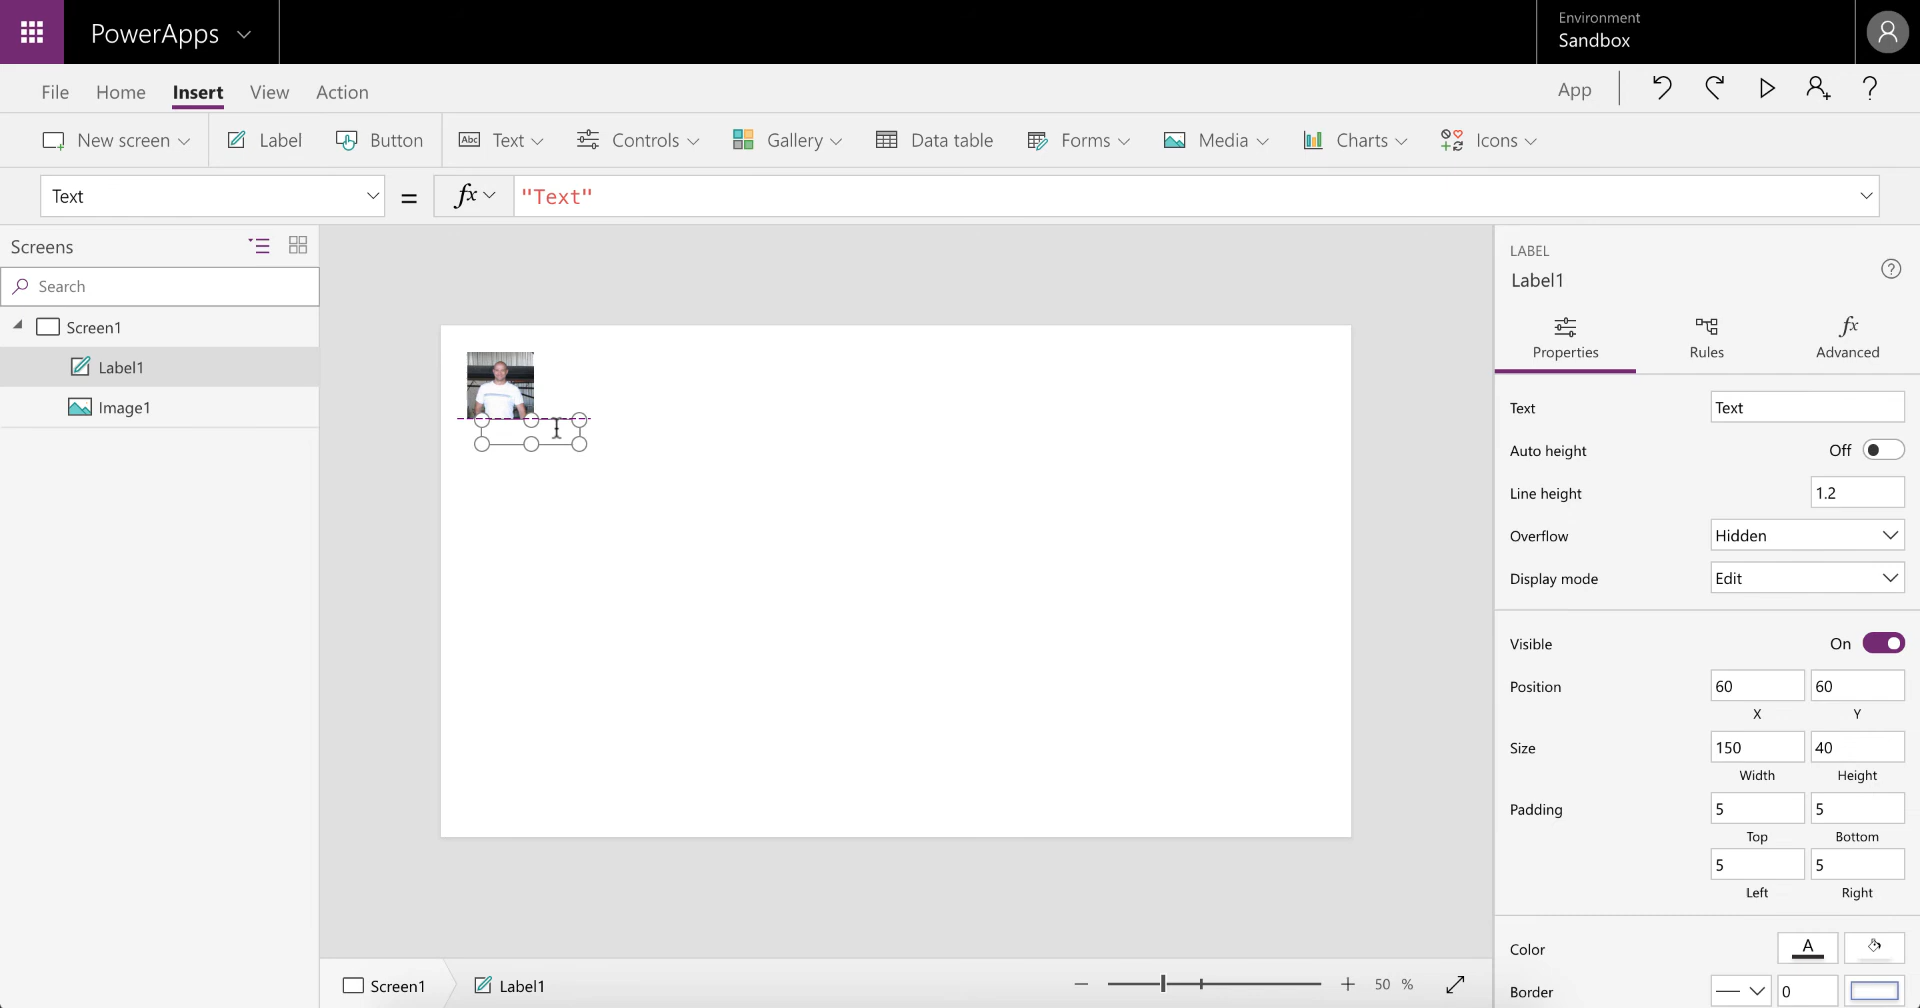 PowerApps
Environment
Sandbox
File Home Insert View Action
App
New screen Label Button Text Controls Gallery Data table Forms Media Charts Icons
Text = fx "Text"
Screens
Search
Screen1
Label1
Image1
LABEL
Label1
Properties Rules Advanced
Text Text
Auto height Off
Line height 1.2
Overflow Hidden
Display mode Edit
Visible On
Position 60 60
X Y
Size 150 40
Width Height
Padding 5 5
Top Bottom
5 5
Left Right
Color
Border 0
Screen1 Label1 50 %